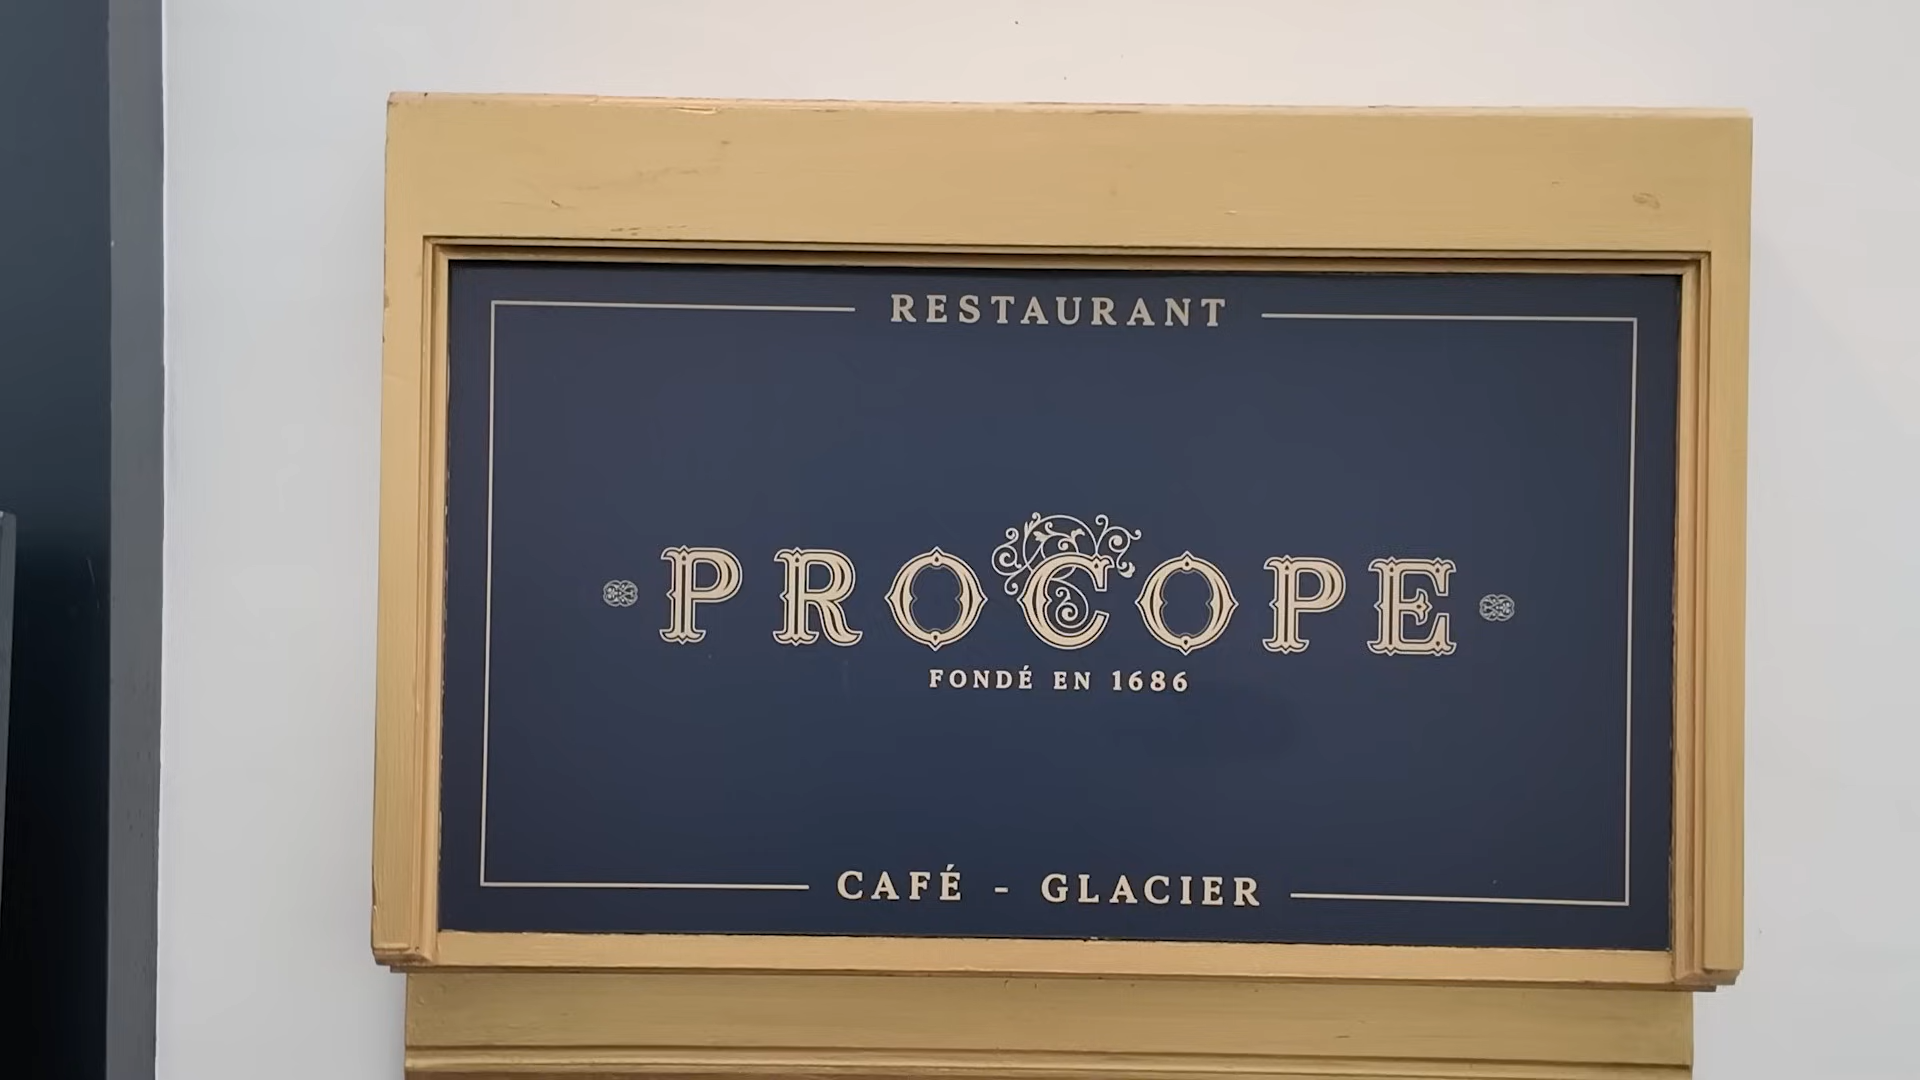 RESTAURANT
PROCOPE
FONDÉ EN 1686
CAFÉ - GLACIER